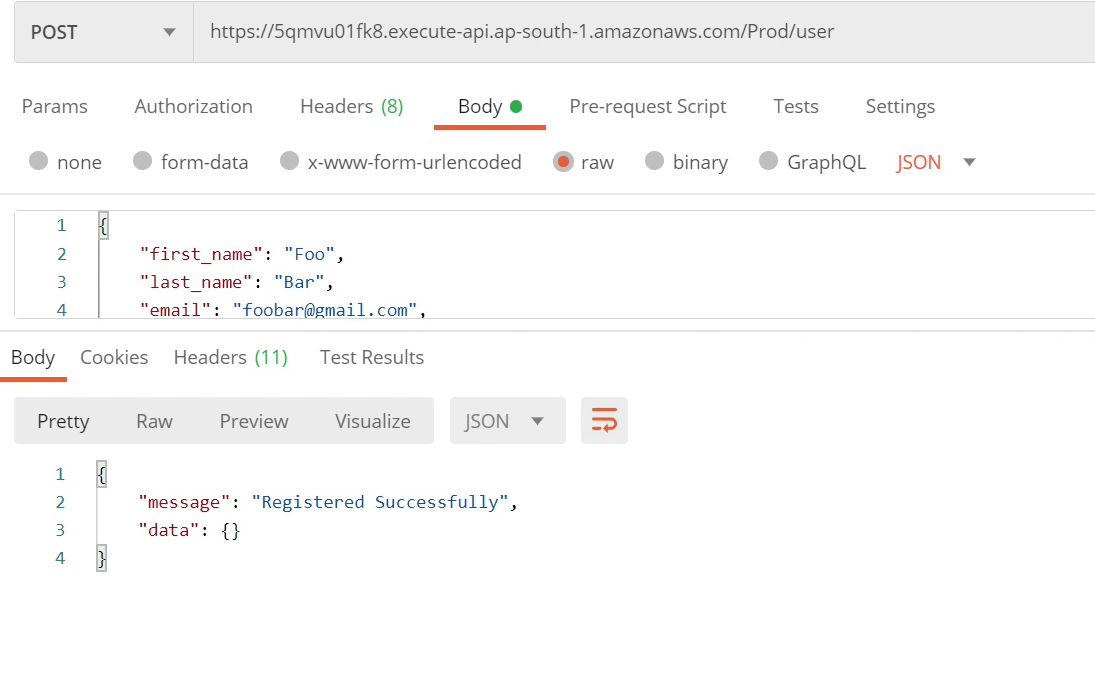 POST https://5qmvu01fk8.execute-api.ap-south-1.amazonaws.com/Prod/user
Params Authorization Headers (8) Body Pre-request Script Tests Settings
none form-data x-www-form-urlencoded raw binary GraphQL JSON
1 {
2 "first_name": "Foo",
3 "last_name": "Bar",
4 "email": "foobar@gmail.com",
Body Cookies Headers (11) Test Results
Pretty Raw Preview Visualize JSON
1 {
2 "message": "Registered Successfully",
3 "data": {}
4 }